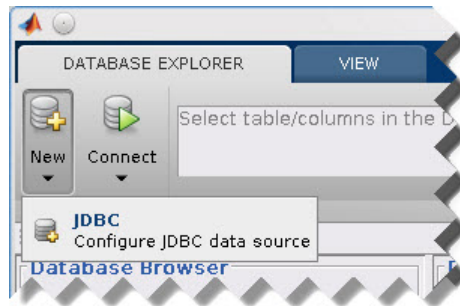 DATABASE EXPLORER
VIEW
Select table/columns in the
New
Connect
JDBC
Configure JDBC data source
Database Browser